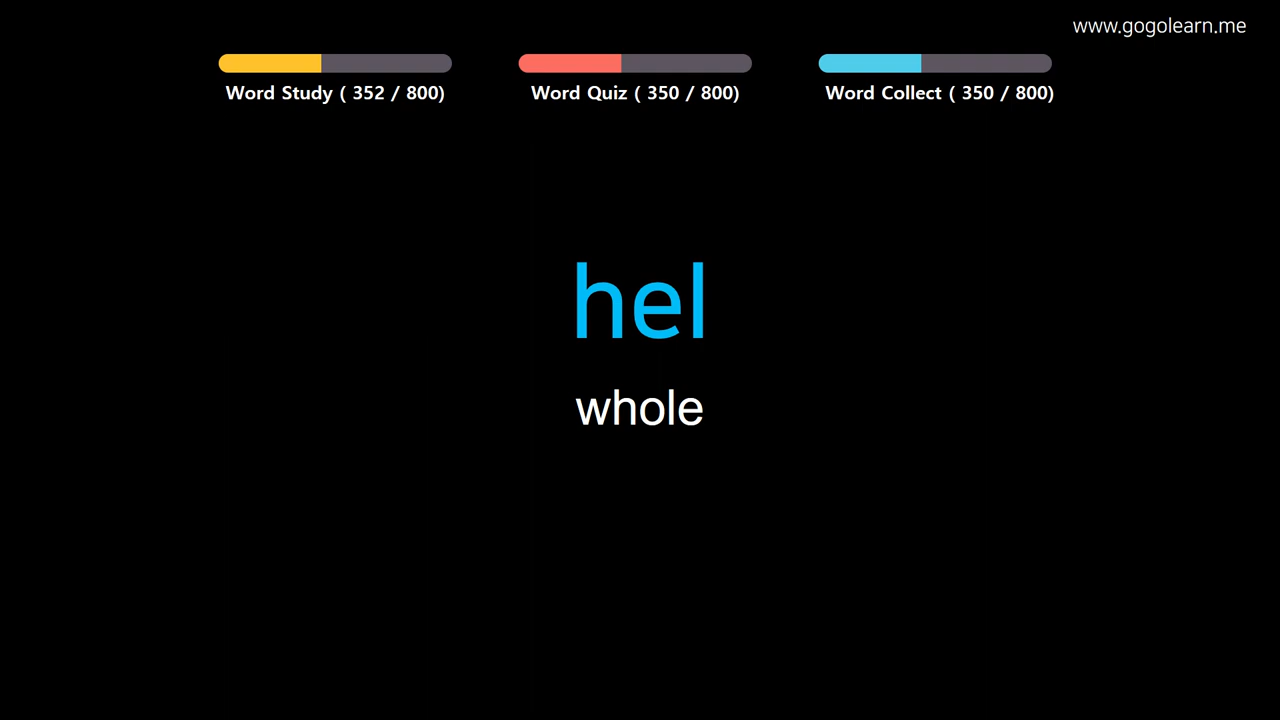 www.gogolearn.me
Word Study ( 352 / 800)
Word Quiz ( 350 / 800)
Word Collect ( 350 / 800)
hel
whole